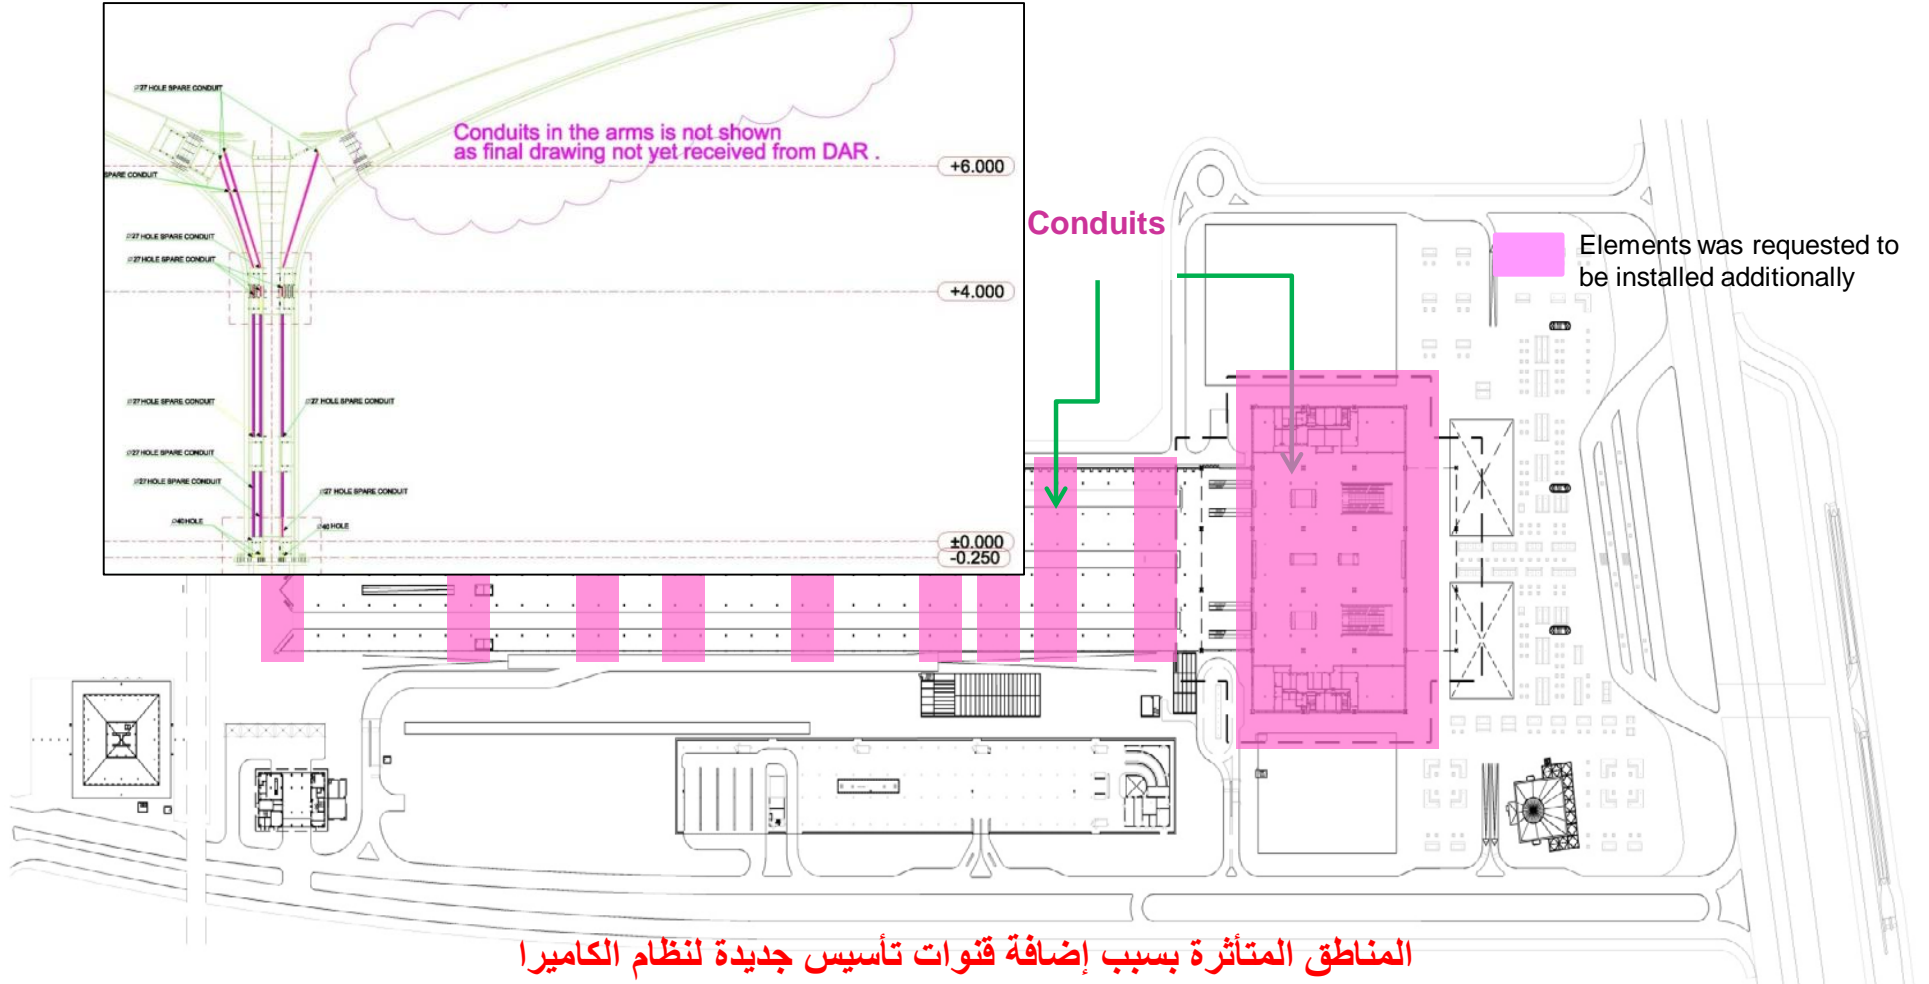 Ø27 HOLE SPARE CONDUIT
Conduits in the arms is not shown
as final drawing not yet received from DAR .
+6.000
SPARE CONDUIT
Ø27 HOLE SPARE CONDUIT
Ø27 HOLE SPARE CONDUIT
+4.000
Ø27 HOLE SPARE CONDUIT
Ø27 HOLE SPARE CONDUIT
Ø27 HOLE SPARE CONDUIT
Ø27 HOLE SPARE CONDUIT
Ø27 HOLE SPARE CONDUIT
Ø40 HOLE
Ø40 HOLE
±0.000
-0.250
Conduits
Elements was requested to
be installed additionally
المناطق المتأثرة بسبب إضافة قنوات تأسيس جديدة لنظام الكاميرا